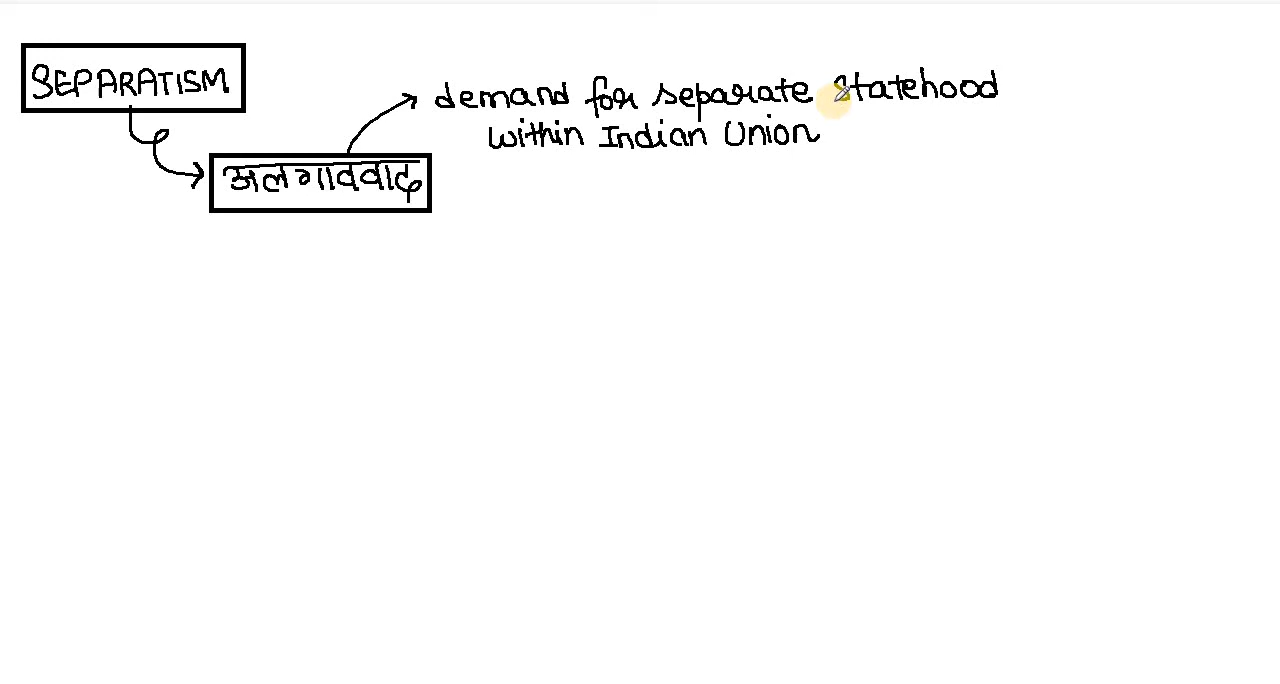 SEPARATISM
demand for separate Statehood
within Indian Union
अलगाववाद